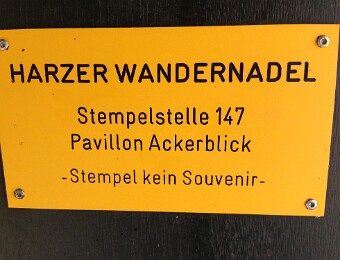 HARZER WANDERNADEL
Stempelstelle 147
Pavillon Ackerblick
-Stempel kein Souvenir-